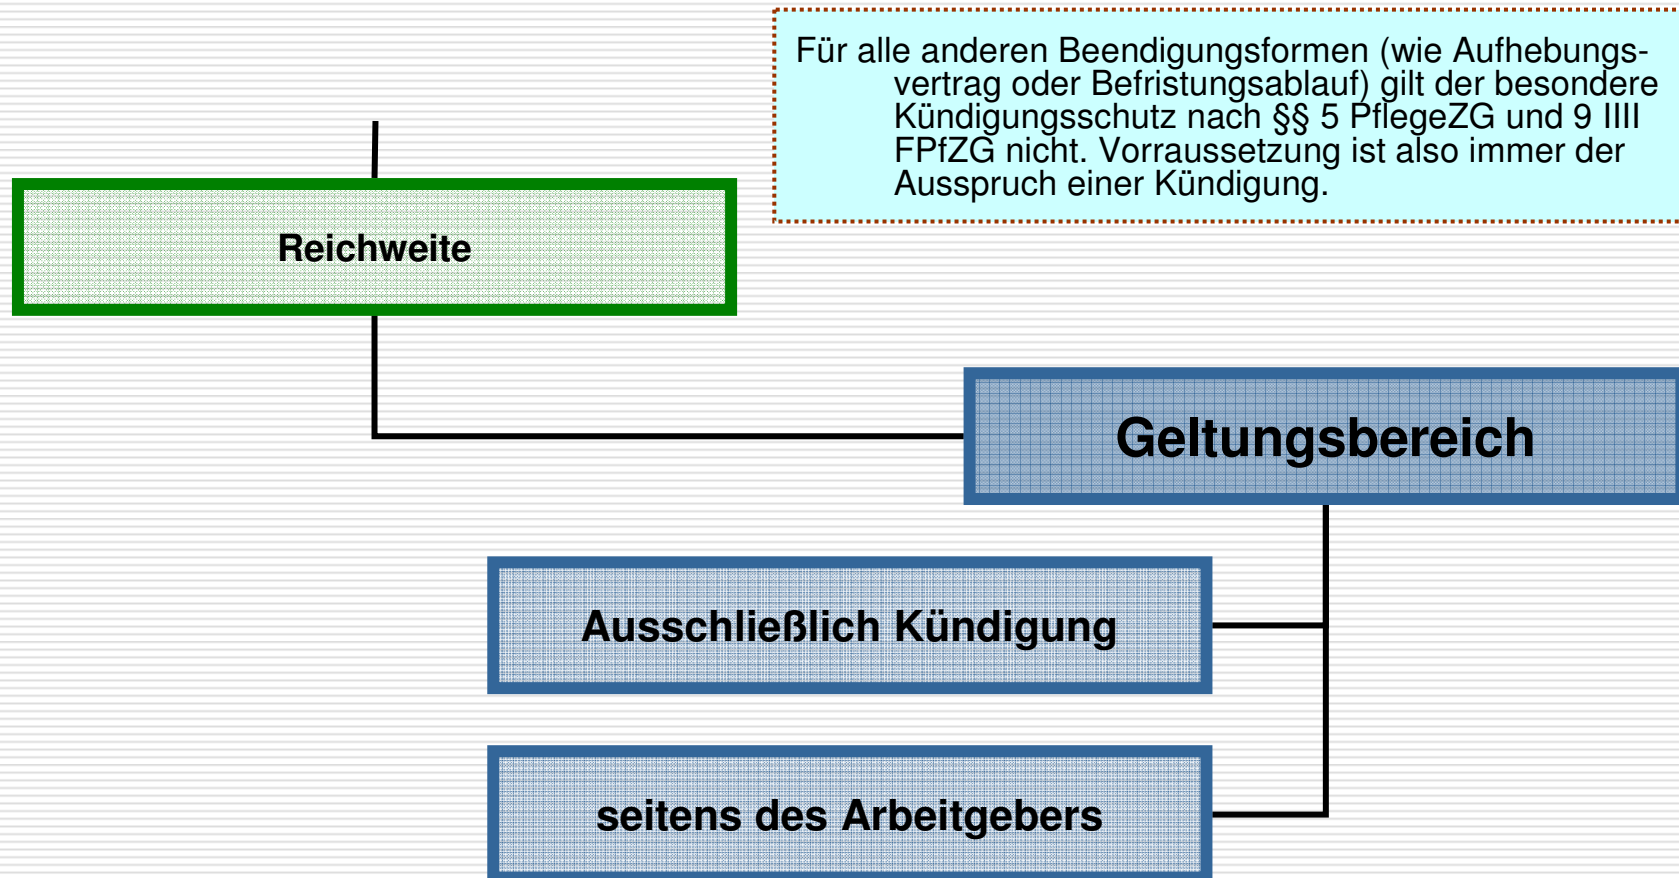 Für alle anderen Beendigungsformen (wie Aufhebungs-
vertrag oder Befristungsablauf) gilt der besondere
Kündigungsschutz nach §§ 5 PflegeZG und 9 IIII
FPfZG nicht. Vorraussetzung ist also immer der
Ausspruch einer Kündigung.
Reichweite
Geltungsbereich
Ausschließlich Kündigung
seitens des Arbeitgebers